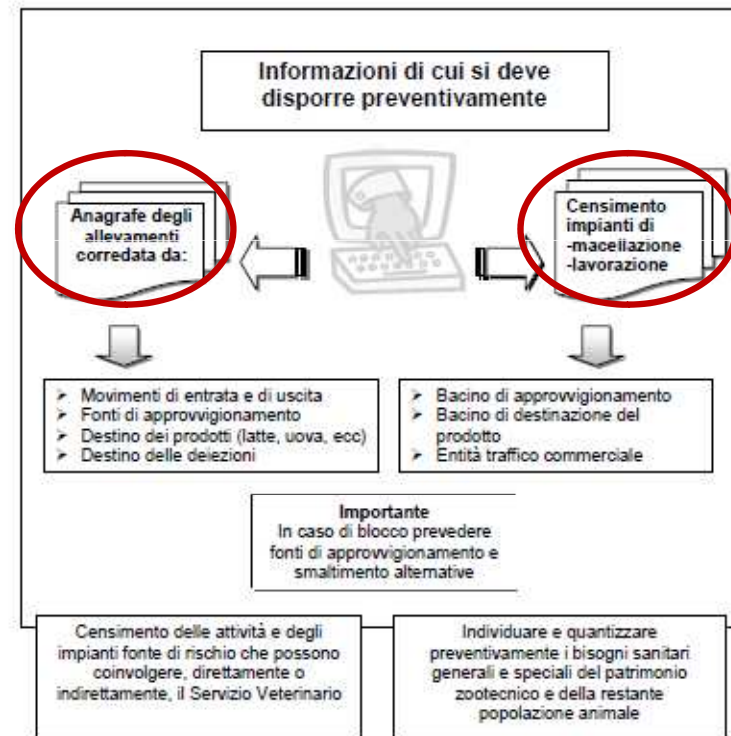 Informazioni di cui si deve
disporre preventivamente
Anagrafe degli
allevamenti
corredata da:
Censimento
impianti di
-macellazione
-lavorazione
➤ Movimenti di entrata e di uscita
➤ Fonti di approvvigionamento
➤ Destino dei prodotti (latte, uova, ecc)
➤ Destino delle deiezioni
➤ Bacino di approvvigionamento
➤ Bacino di destinazione del
prodotto
➤ Entità traffico commerciale
Importante
In caso di blocco prevedere
fonti di approvvigionamento e
smaltimento alternative
Censimento delle attività e degli
impianti fonte di rischio che possono
coinvolgere, direttamente o
indirettamente, il Servizio Veterinario
Individuare e quantizzare
preventivamente i bisogni sanitari
generali e speciali del patrimonio
zootecnico e della restante
popolazione animale